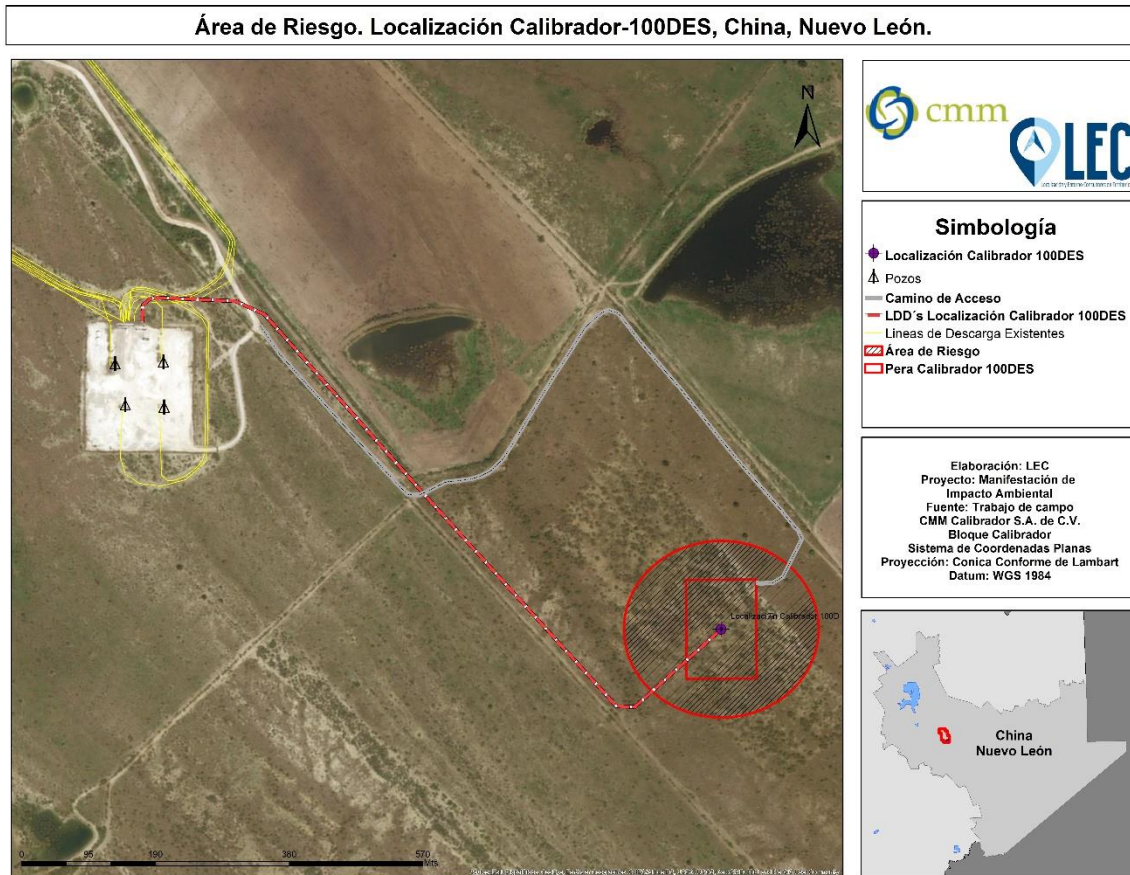 Área de Riesgo. Localización Calibrador-100DES, China, Nuevo León.
N
cmm
LEC
Simbología
Localización Calibrador 100DES
Pozos
Camino de Acceso
LDD´s Localización Calibrador 100DES
Lineas de Descarga Existentes
Área de Riesgo
Pera Calibrador 100DES
Localización Calibrador 100D
Elaboración: LEC
Proyecto: Manifestación de
Impacto Ambiental
Fuente: Trabajo de campo
CMM Calibrador S.A. de C.V.
Bloque Calibrador
Sistema de Coordenadas Planas
Proyección: Conica Conforme de Lambart
Datum: WGS 1984
China
Nuevo León
0 95 190 380 570
Mts